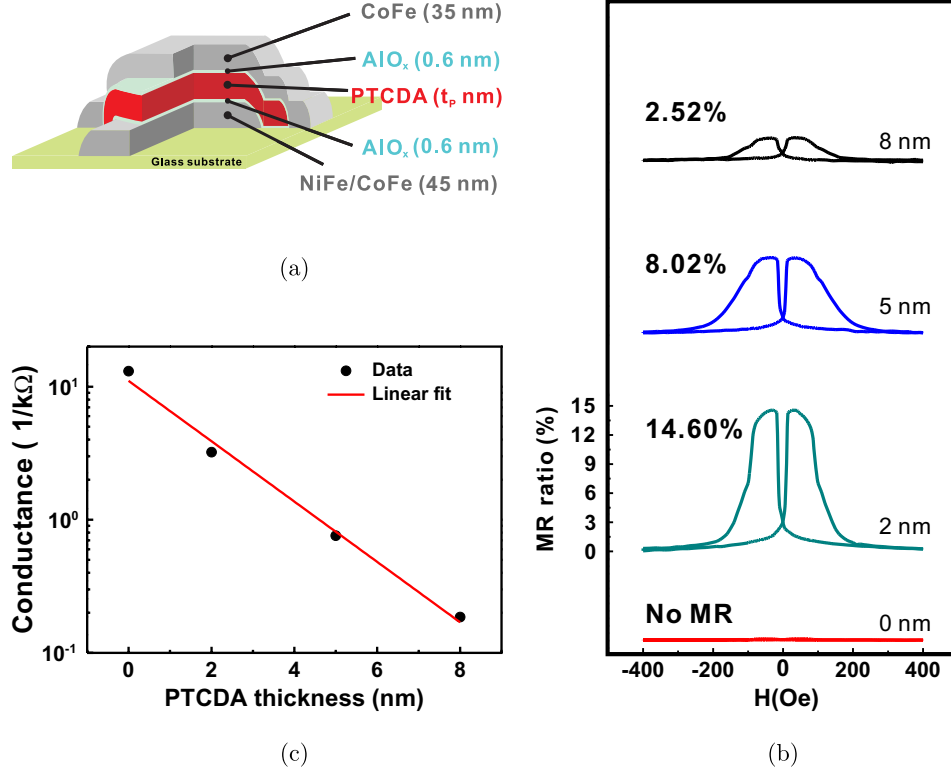 CoFe (35 nm)
AlOₓ (0.6 nm)
PTCDA (tₚ nm)
AlOₓ (0.6 nm)
NiFe/CoFe (45 nm)
Glass substrate
(a)
2.52%
8 nm
8.02%
5 nm
14.60%
2 nm
No MR
0 nm
MR ratio (%)
15
12
9
6
3
0
-400 -200 0 200 400
H(Oe)
(b)
Conductance ( 1/kΩ)
10¹
10⁰
10⁻¹
Data
Linear fit
0 2 4 6 8
PTCDA thickness (nm)
(c)